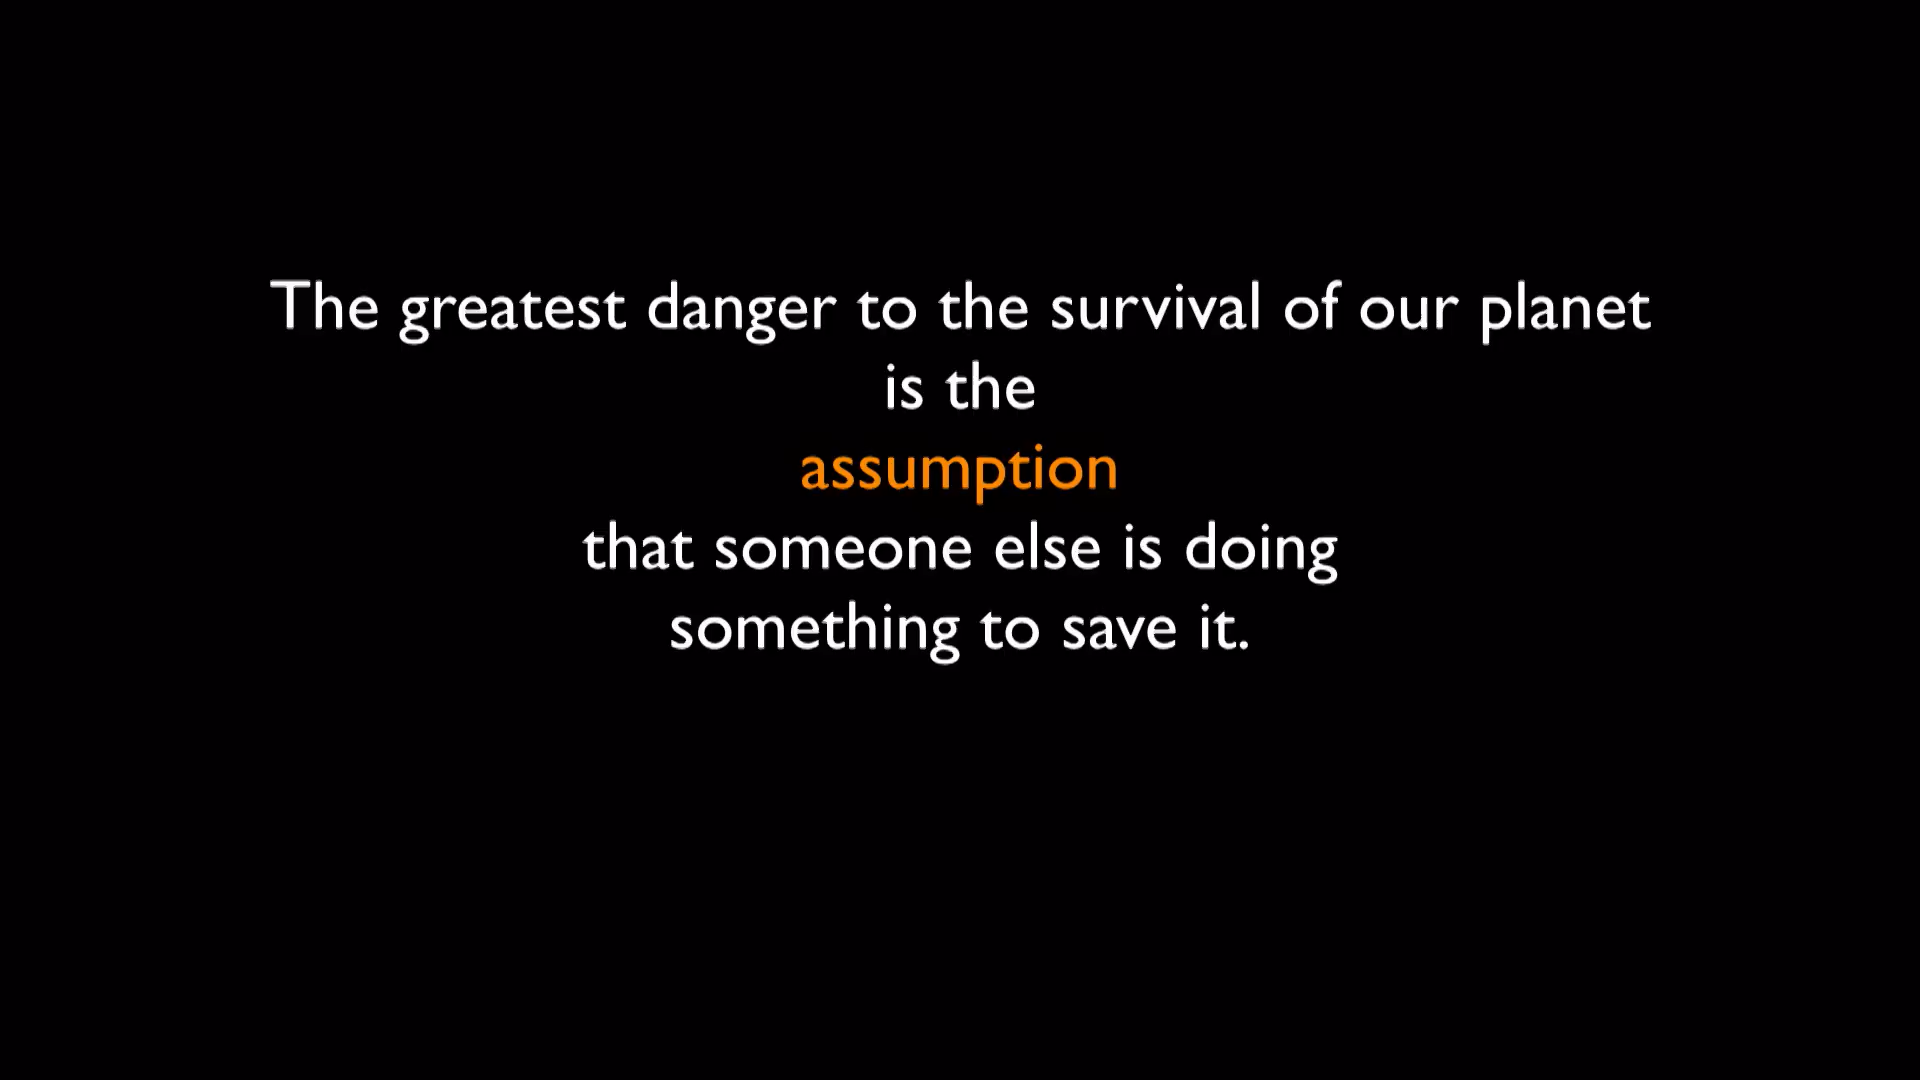 The greatest danger to the survival of our planet
is the
assumption
that someone else is doing
something to save it.